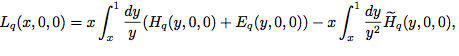 $L_q(x,0,0) = x \int_x^1 \frac{dy}{y} (H_q(y,0,0) + E_q(y,0,0)) - x \int_x^1 \frac{dy}{y^2} \widetilde{H}_q(y,0,0),$